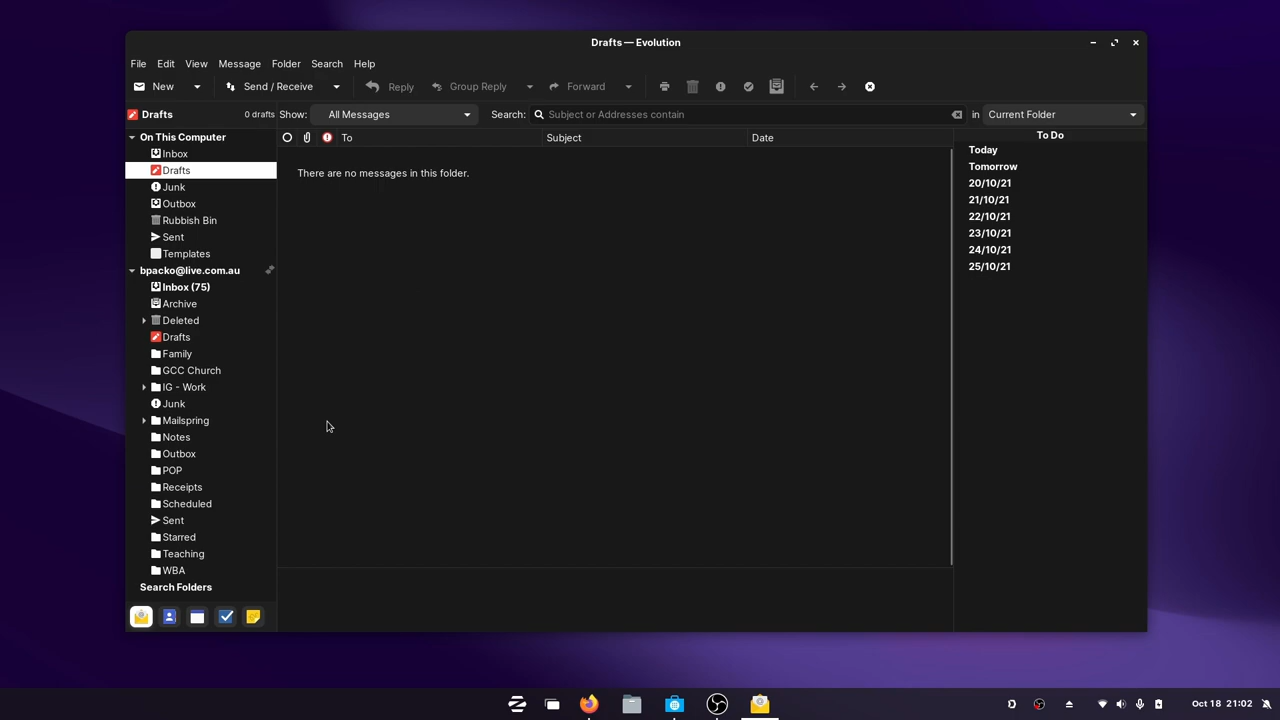 Drafts — Evolution
File Edit View Message Folder Search Help
New Send / Receive Reply Group Reply Forward
Drafts 0 drafts Show: All Messages Search: Subject or Addresses contain in Current Folder
On This Computer
Inbox
Drafts
Junk
Outbox
Rubbish Bin
Sent
Templates
bpacko@live.com.au
Inbox (75)
Archive
Deleted
Drafts
Family
GCC Church
IG - Work
Junk
Mailspring
Notes
Outbox
POP
Receipts
Scheduled
Sent
Starred
Teaching
WBA
Search Folders
To Subject Date
There are no messages in this folder.
To Do
Today
Tomorrow
20/10/21
21/10/21
22/10/21
23/10/21
24/10/21
25/10/21
Oct 18 21:02